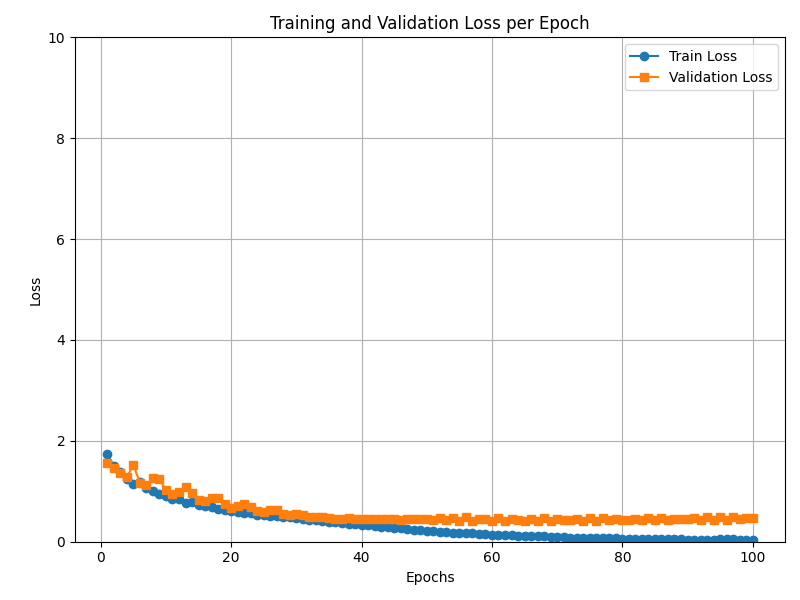 Training and Validation Loss per Epoch
Train Loss
Validation Loss
Loss
10
8
6
4
2
0
0 20 40 60 80 100
Epochs